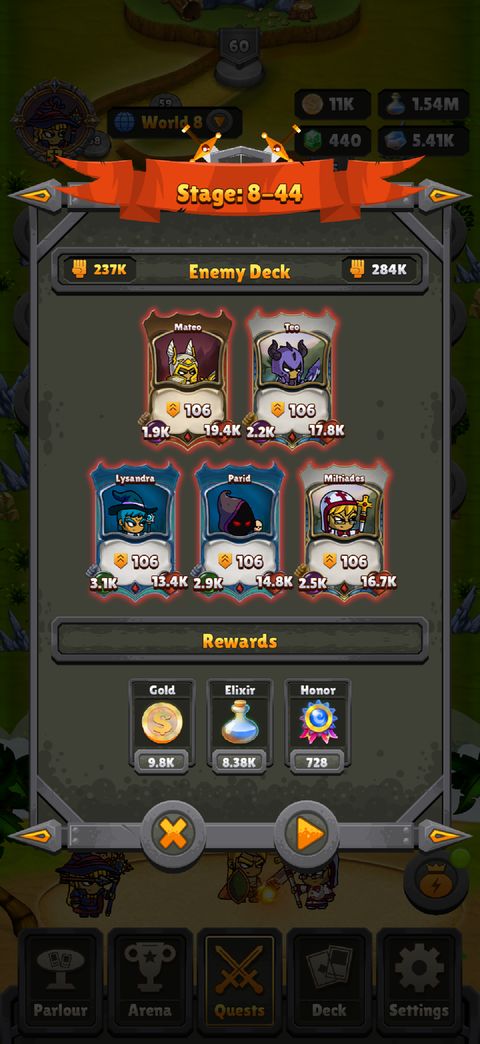 60
11K
1.54M
59
World 8
440
5.41K
Stage: 8-44
237K
Enemy Deck
284K
Mateo
Teo
106
106
1.9K
19.4K
2.2K
17.8K
Lysandra
Parid
Miltiades
106
106
106
3.1K
13.4K
2.9K
14.8K
2.5K
16.7K
Rewards
Gold
Elixir
Honor
9.8K
8.38K
728
Parlour
Arena
Quests
Deck
Settings